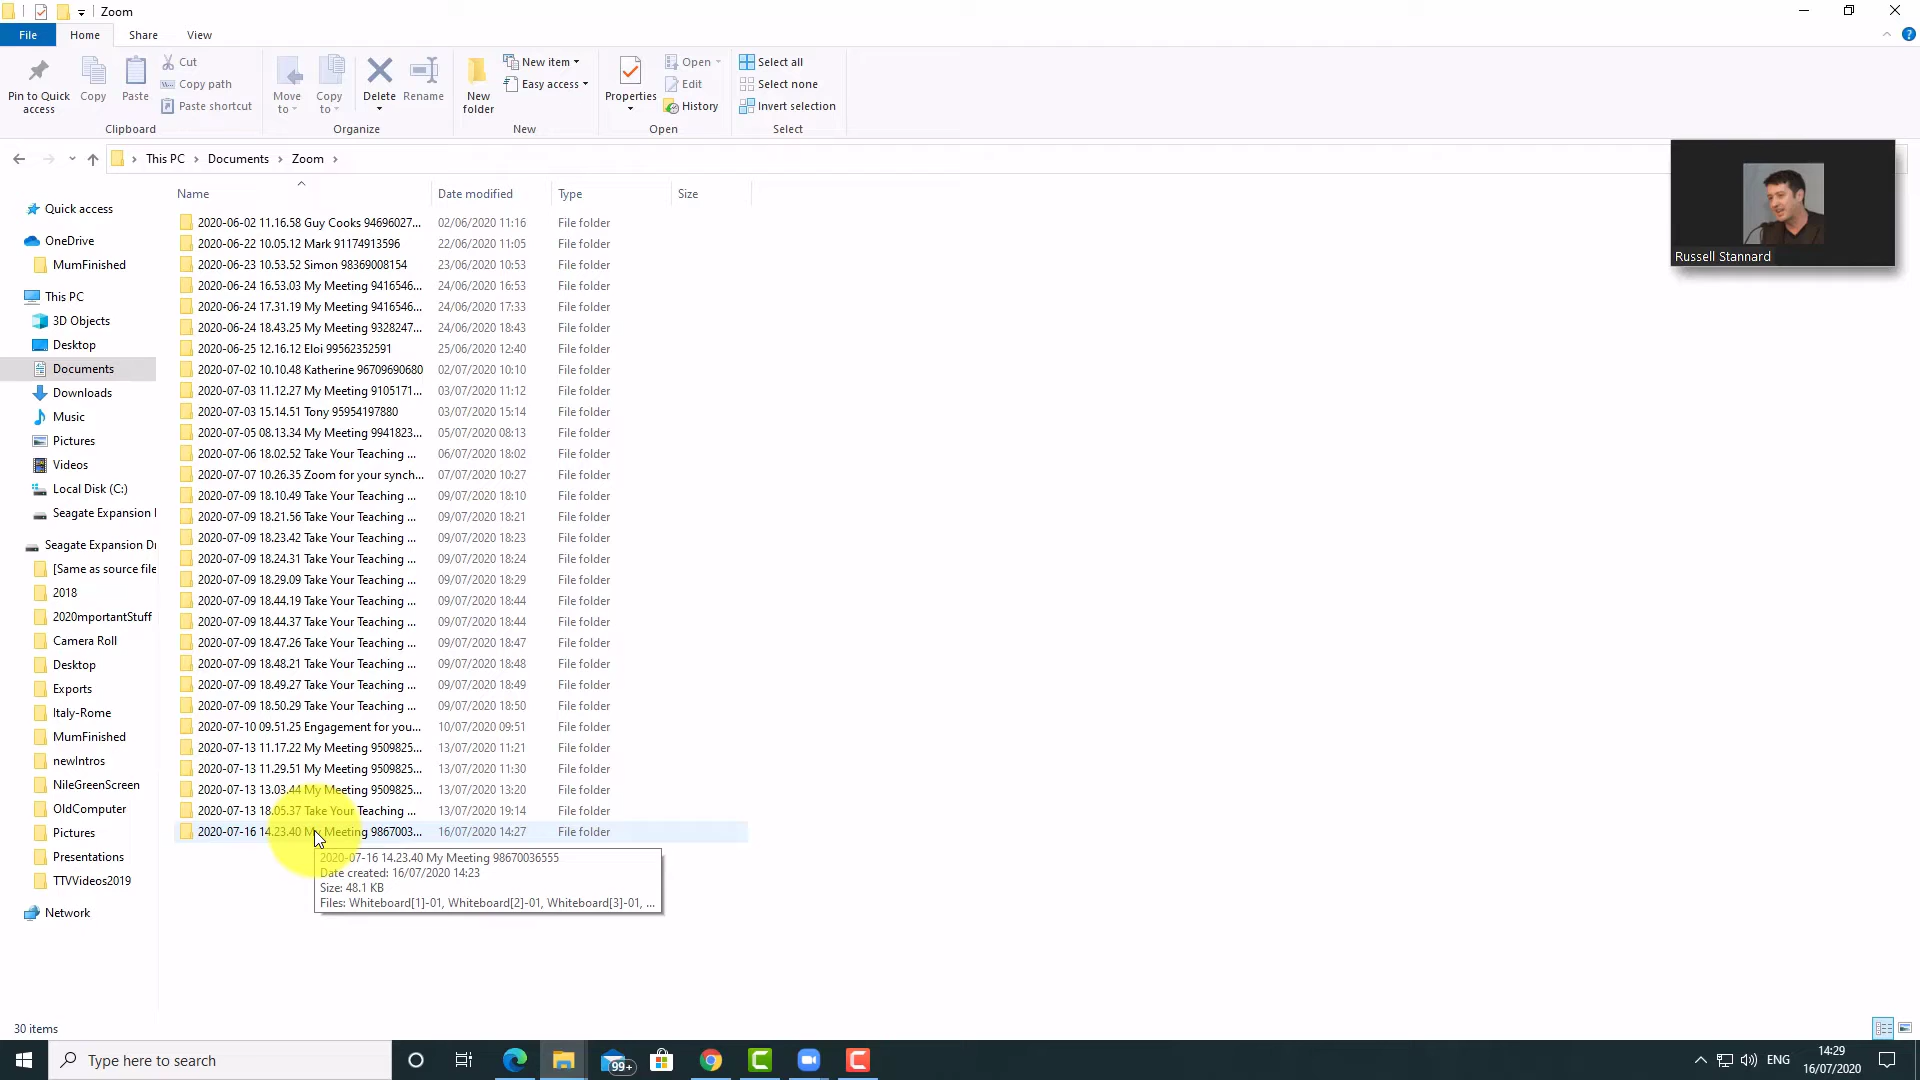 Zoom
File Home Share View
Pin to Quick access
Copy
Paste
Cut
Copy path
Paste shortcut
Clipboard
Move to
Copy to
Delete
Rename
Organize
New folder
New item
Easy access
New
Properties
Open
Edit
History
Open
Select all
Select none
Invert selection
Select
This PC › Documents › Zoom ›
Russell Stannard
Name Date modified Type Size
Quick access
OneDrive
MumFinished
This PC
3D Objects
Desktop
Documents
Downloads
Music
Pictures
Videos
Local Disk (C:)
Seagate Expansion
Seagate Expansion Dr
[Same as source file
2018
2020mportantStuff
Camera Roll
Desktop
Exports
Italy-Rome
MumFinished
newIntros
NileGreenScreen
OldComputer
Pictures
Presentations
TTVVideos2019
Network
2020-06-02 11.16.58 Guy Cooks 94696027... 02/06/2020 11:16 File folder
2020-06-22 10.05.12 Mark 91174913596 22/06/2020 11:05 File folder
2020-06-23 10.53.52 Simon 98369008154 23/06/2020 10:53 File folder
2020-06-24 16.53.03 My Meeting 9416546... 24/06/2020 16:53 File folder
2020-06-24 17.31.19 My Meeting 9416546... 24/06/2020 17:33 File folder
2020-06-24 18.43.25 My Meeting 9328247... 24/06/2020 18:43 File folder
2020-06-25 12.16.12 Eloi 99562352591 25/06/2020 12:40 File folder
2020-07-02 10.10.48 Katherine 96709690680 02/07/2020 10:10 File folder
2020-07-03 11.12.27 My Meeting 9105171... 03/07/2020 11:12 File folder
2020-07-03 15.14.51 Tony 95954197880 03/07/2020 15:14 File folder
2020-07-05 08.13.34 My Meeting 9941823... 05/07/2020 08:13 File folder
2020-07-06 18.02.52 Take Your Teaching ... 06/07/2020 18:02 File folder
2020-07-07 10.26.35 Zoom for your synch... 07/07/2020 10:27 File folder
2020-07-09 18.10.49 Take Your Teaching ... 09/07/2020 18:10 File folder
2020-07-09 18.21.56 Take Your Teaching ... 09/07/2020 18:21 File folder
2020-07-09 18.23.42 Take Your Teaching ... 09/07/2020 18:23 File folder
2020-07-09 18.24.31 Take Your Teaching ... 09/07/2020 18:24 File folder
2020-07-09 18.29.09 Take Your Teaching ... 09/07/2020 18:29 File folder
2020-07-09 18.44.19 Take Your Teaching ... 09/07/2020 18:44 File folder
2020-07-09 18.44.37 Take Your Teaching ... 09/07/2020 18:44 File folder
2020-07-09 18.47.26 Take Your Teaching ... 09/07/2020 18:47 File folder
2020-07-09 18.48.21 Take Your Teaching ... 09/07/2020 18:48 File folder
2020-07-09 18.49.27 Take Your Teaching ... 09/07/2020 18:49 File folder
2020-07-09 18.50.29 Take Your Teaching ... 09/07/2020 18:50 File folder
2020-07-10 09.51.25 Engagement for you... 10/07/2020 09:51 File folder
2020-07-13 11.17.22 My Meeting 9509825... 13/07/2020 11:21 File folder
2020-07-13 11.29.51 My Meeting 9509825... 13/07/2020 11:30 File folder
2020-07-13 13.03.44 My Meeting 9509825... 13/07/2020 13:20 File folder
2020-07-13 18.05.37 Take Your Teaching ... 13/07/2020 19:14 File folder
2020-07-16 14.23.40 My Meeting 9867003... 16/07/2020 14:27 File folder
2020-07-16 14.23.40 My Meeting 98670036555
Date created: 16/07/2020 14:23
Size: 48.1 KB
Files: Whiteboard[1]-01, Whiteboard[2]-01, Whiteboard[3]-01, ...
30 items
Type here to search
99+
ENG
14:29
16/07/2020